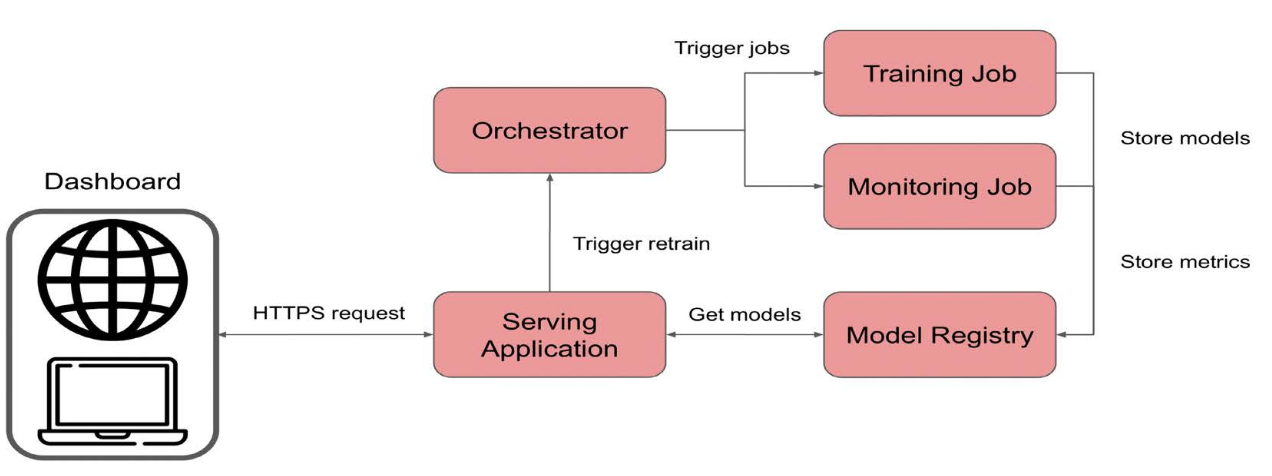 Trigger jobs
Training Job
Orchestrator
Store models
Dashboard
Monitoring Job
Trigger retrain
Store metrics
HTTPS request
Serving
Application
Get models
Model Registry